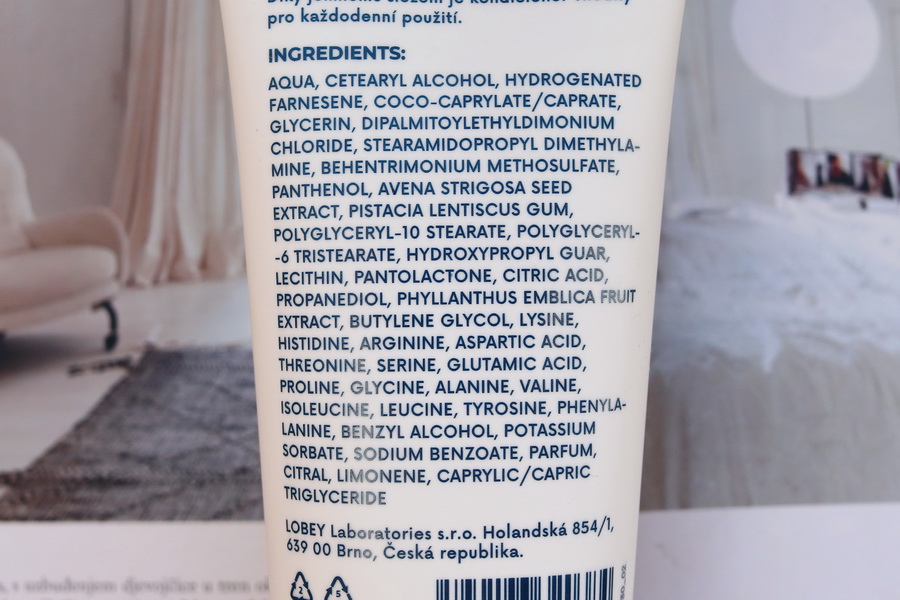 pro každodenní použití.
INGREDIENTS:
AQUA, CETEARYL ALCOHOL, HYDROGENATED
FARNESENE, COCO-CAPRYLATE/CAPRATE,
GLYCERIN, DIPALMITOYLETHYLDIMONIUM
CHLORIDE, STEARAMIDOPROPYL DIMETHYLA-
MINE, BEHENTRIMONIUM METHOSULFATE,
PANTHENOL, AVENA STRIGOSA SEED
EXTRACT, PISTACIA LENTISCUS GUM,
POLYGLYCERYL-10 STEARATE, POLYGLYCERYL-
-6 TRISTEARATE, HYDROXYPROPYL GUAR,
LECITHIN, PANTOLACTONE, CITRIC ACID,
PROPANEDIOL, PHYLLANTHUS EMBLICA FRUIT
EXTRACT, BUTYLENE GLYCOL, LYSINE,
HISTIDINE, ARGININE, ASPARTIC ACID,
THREONINE, SERINE, GLUTAMIC ACID,
PROLINE, GLYCINE, ALANINE, VALINE,
ISOLEUCINE, LEUCINE, TYROSINE, PHENYLA-
LANINE, BENZYL ALCOHOL, POTASSIUM
SORBATE, SODIUM BENZOATE, PARFUM,
CITRAL, LIMONENE, CAPRYLIC/CAPRIC
TRIGLYCERIDE
LOBEY Laboratories s.r.o. Holandská 854/1,
639 00 Brno, Česká republika.
2
5